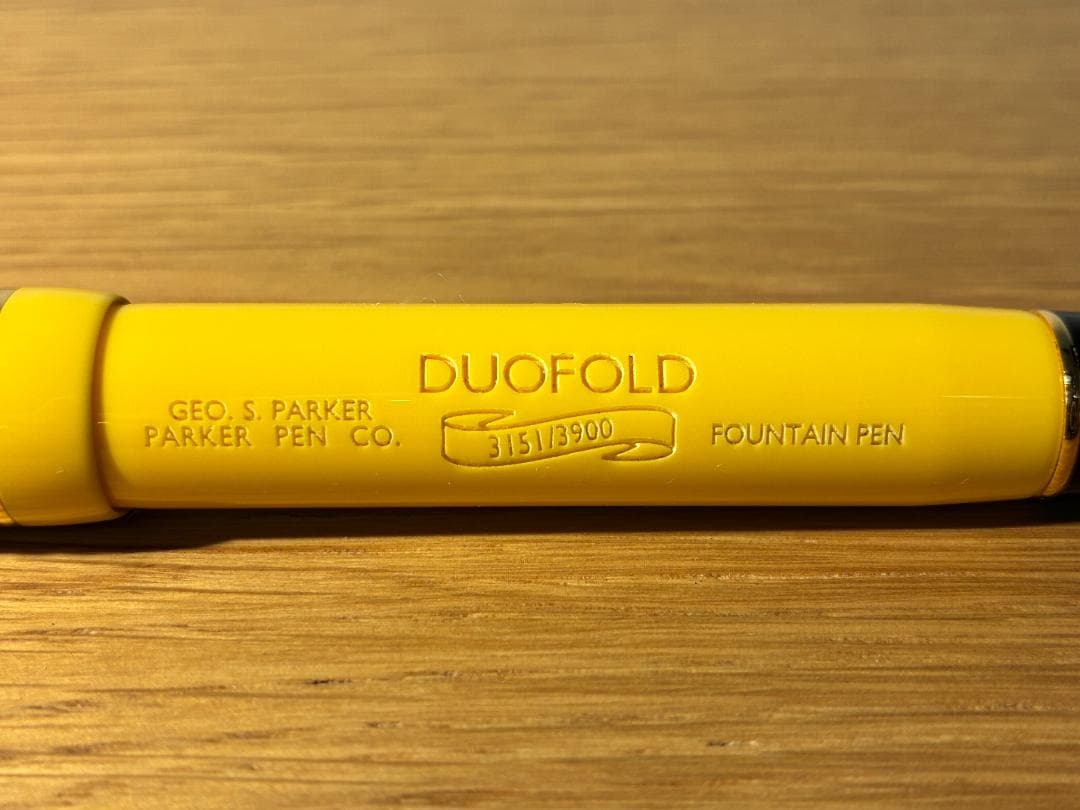 DUOFOLD
GEO. S. PARKER
PARKER PEN CO.
3151/3900
FOUNTAIN PEN